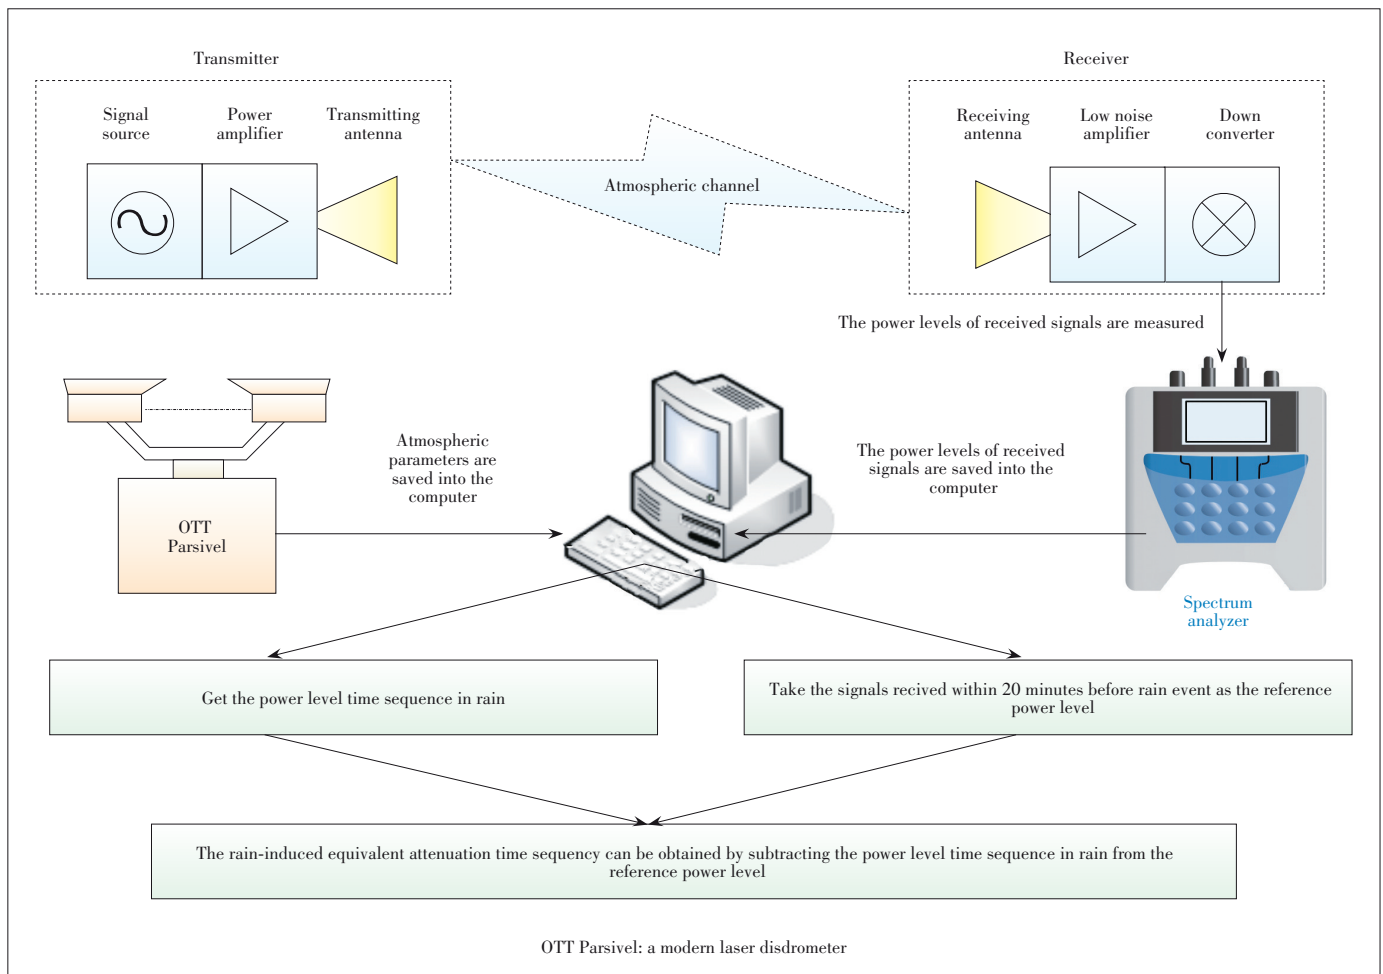 Transmitter
Signal
source
Power
amplifier
Transmitting
antenna
Atmospheric channel
Receiver
Receiving
antenna
Low noise
amplifier
Down
converter
The power levels of received signals are measured
OTT
Parsivel
Atmospheric
parameters are
saved into the
computer
The power levels of received
signals are saved into the
computer
Spectrum
analyzer
Get the power level time sequence in rain
Take the signals recived within 20 minutes before rain event as the reference
power level
The rain-induced equivalent attenuation time sequency can be obtained by subtracting the power level time sequence in rain from the
reference power level
OTT Parsivel: a modern laser disdrometer